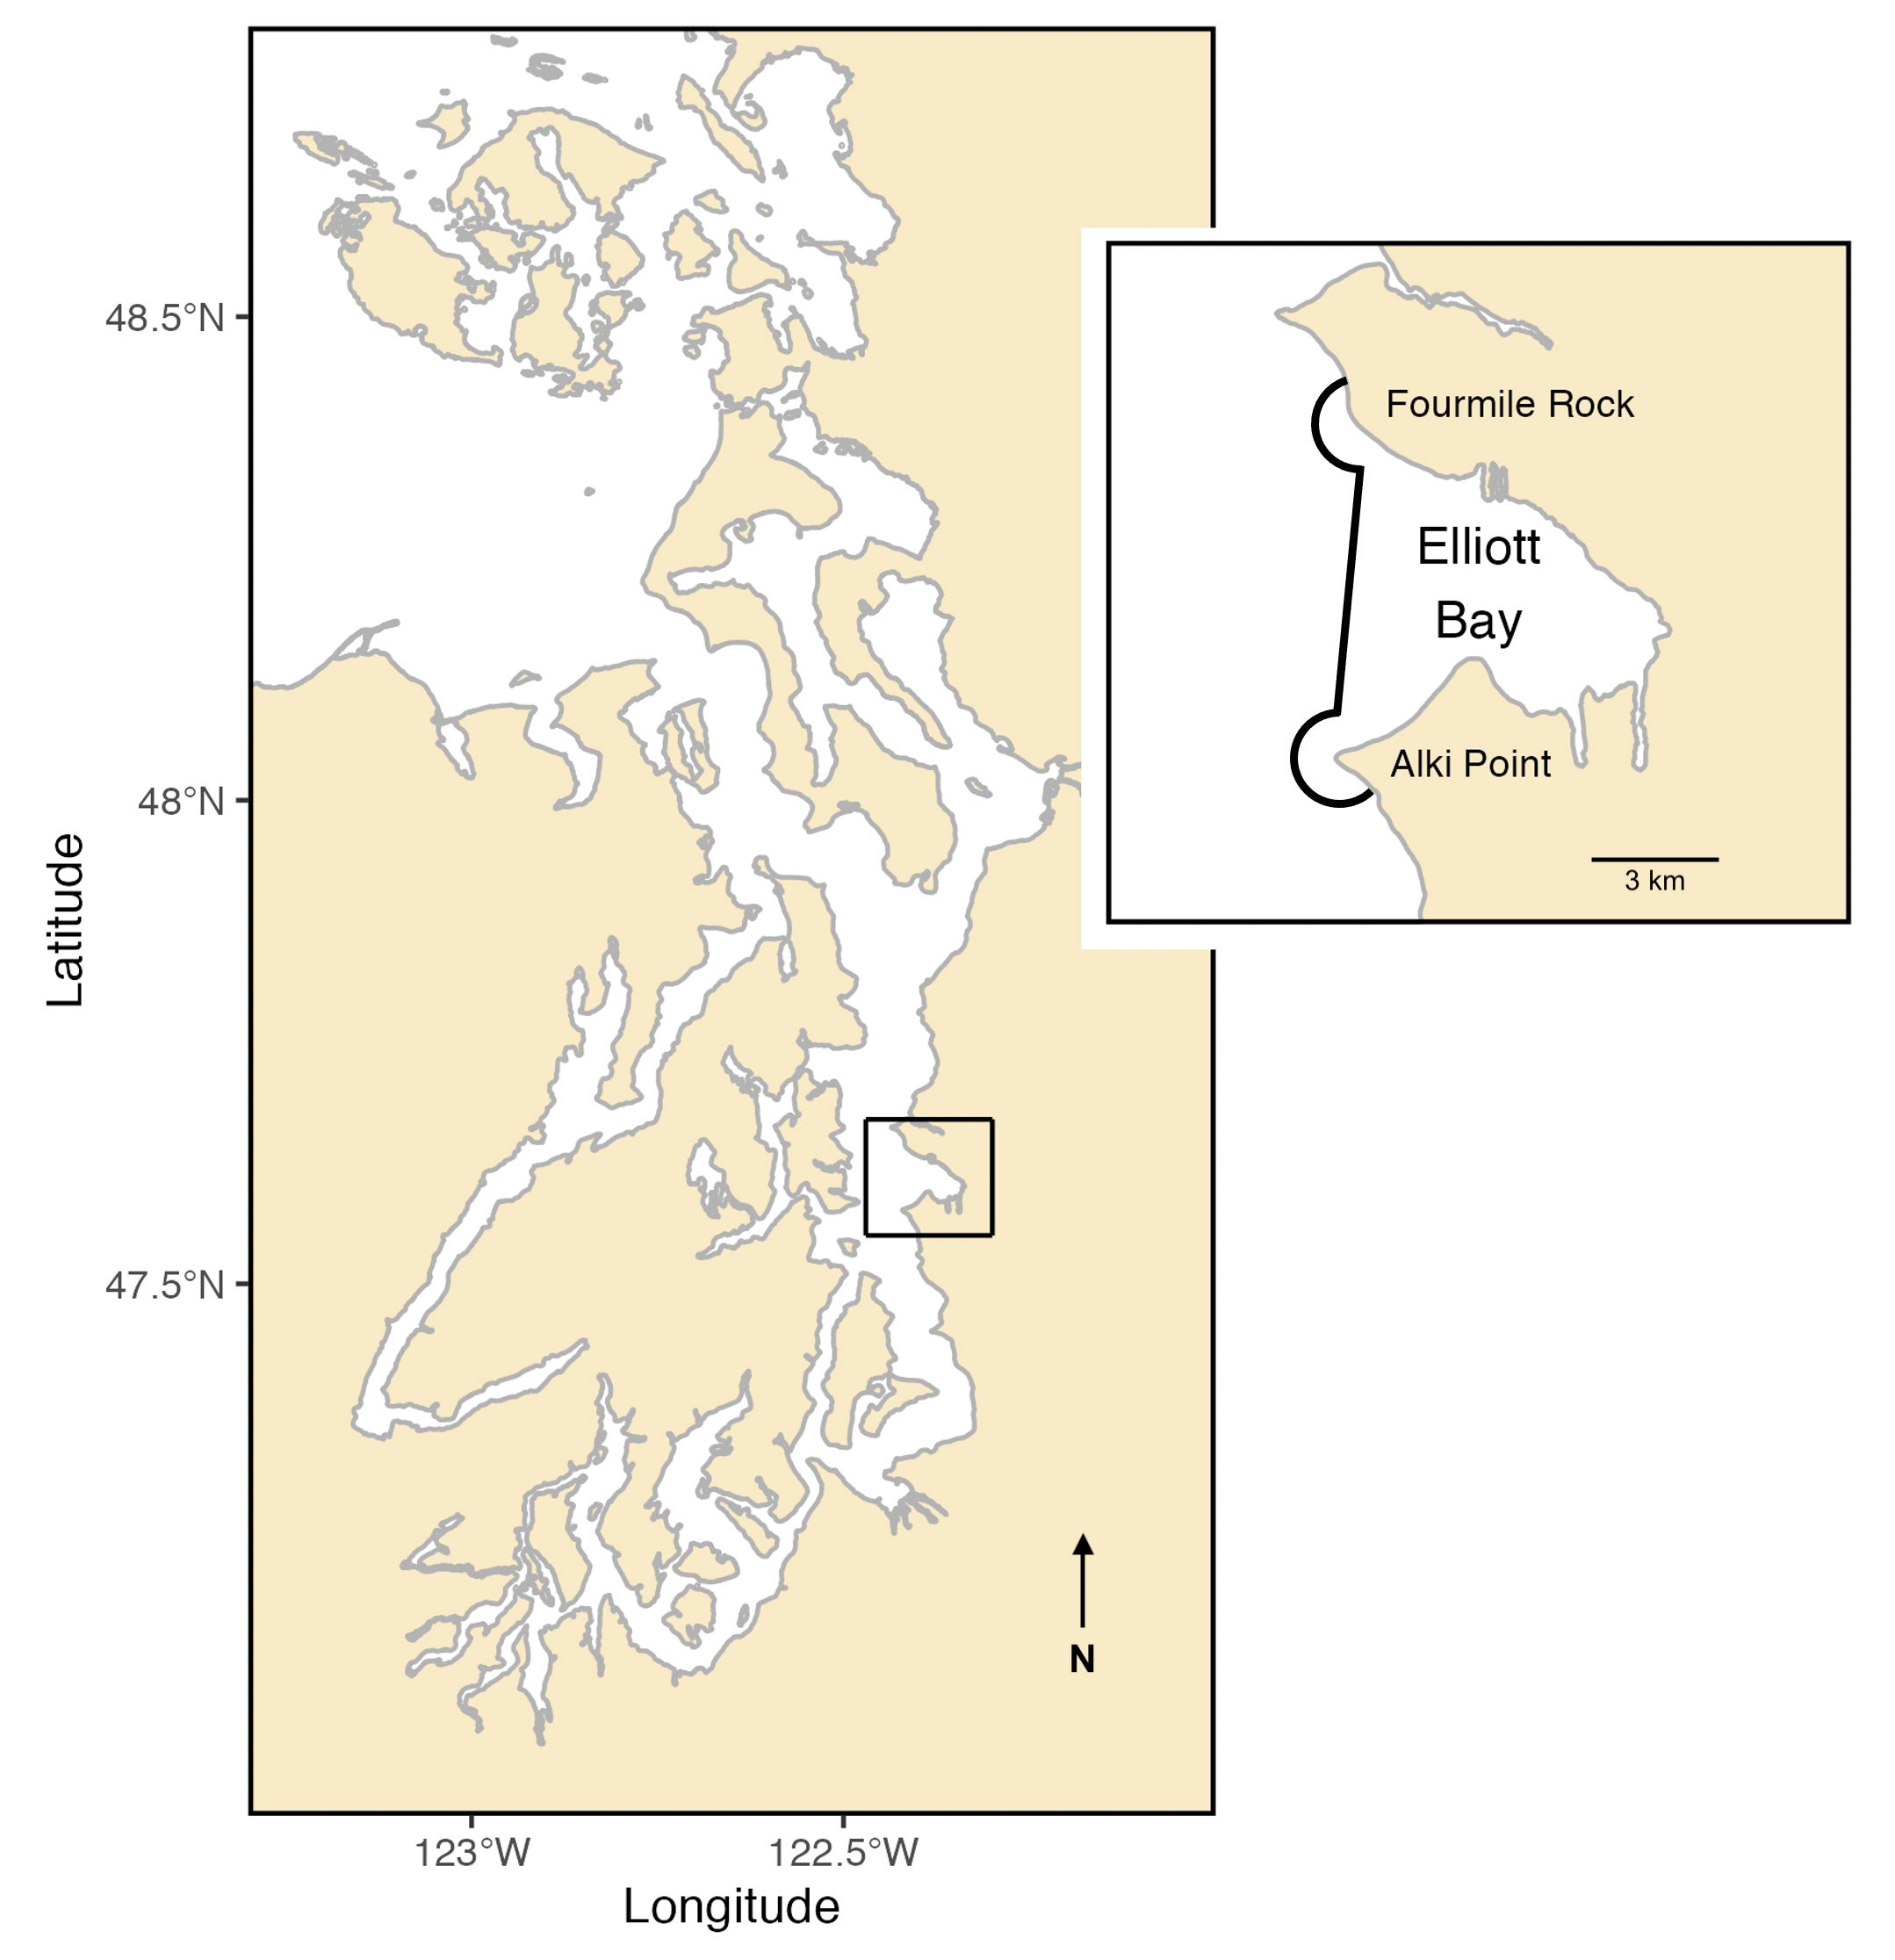 48.5°N
Fourmile Rock
Elliott
Bay
Alki Point
48°N
3 km
Latitude
47.5°N
N
123°W
122.5°W
Longitude